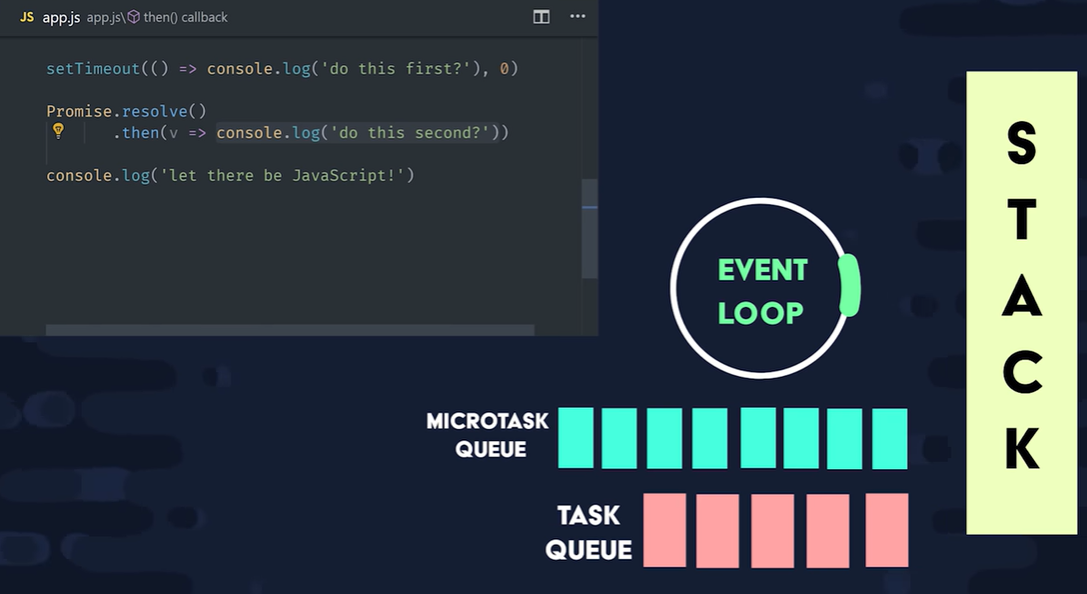 JS app.js app.js\ then() callback
setTimeout(() => console.log('do this first?'), 0)
Promise.resolve()
.then(v => console.log('do this second?'))
console.log('let there be JavaScript!')
EVENT
LOOP
MICROTASK
QUEUE
TASK
QUEUE
STACK